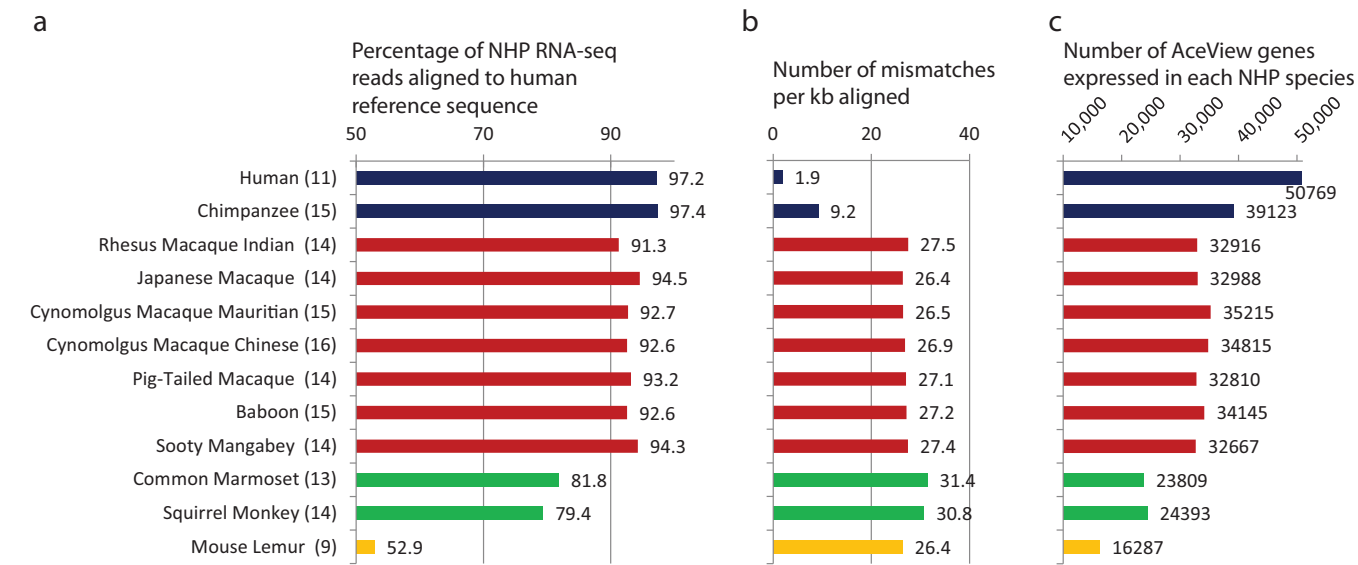 a
b
c
Percentage of NHP RNA-seq
reads aligned to human
reference sequence
Number of mismatches
per kb aligned
Number of AceView genes
expressed in each NHP species
50 70 90
0 20 40
10,000 20,000 30,000 40,000 50,000
Human (11) 97.2 1.9 50769
Chimpanzee (15) 97.4 9.2 39123
Rhesus Macaque Indian (14) 91.3 27.5 32916
Japanese Macaque (14) 94.5 26.4 32988
Cynomolgus Macaque Mauritian (15) 92.7 26.5 35215
Cynomolgus Macaque Chinese (16) 92.6 26.9 34815
Pig-Tailed Macaque (14) 93.2 27.1 32810
Baboon (15) 92.6 27.2 34145
Sooty Mangabey (14) 94.3 27.4 32667
Common Marmoset (13) 81.8 31.4 23809
Squirrel Monkey (14) 79.4 30.8 24393
Mouse Lemur (9) 52.9 26.4 16287